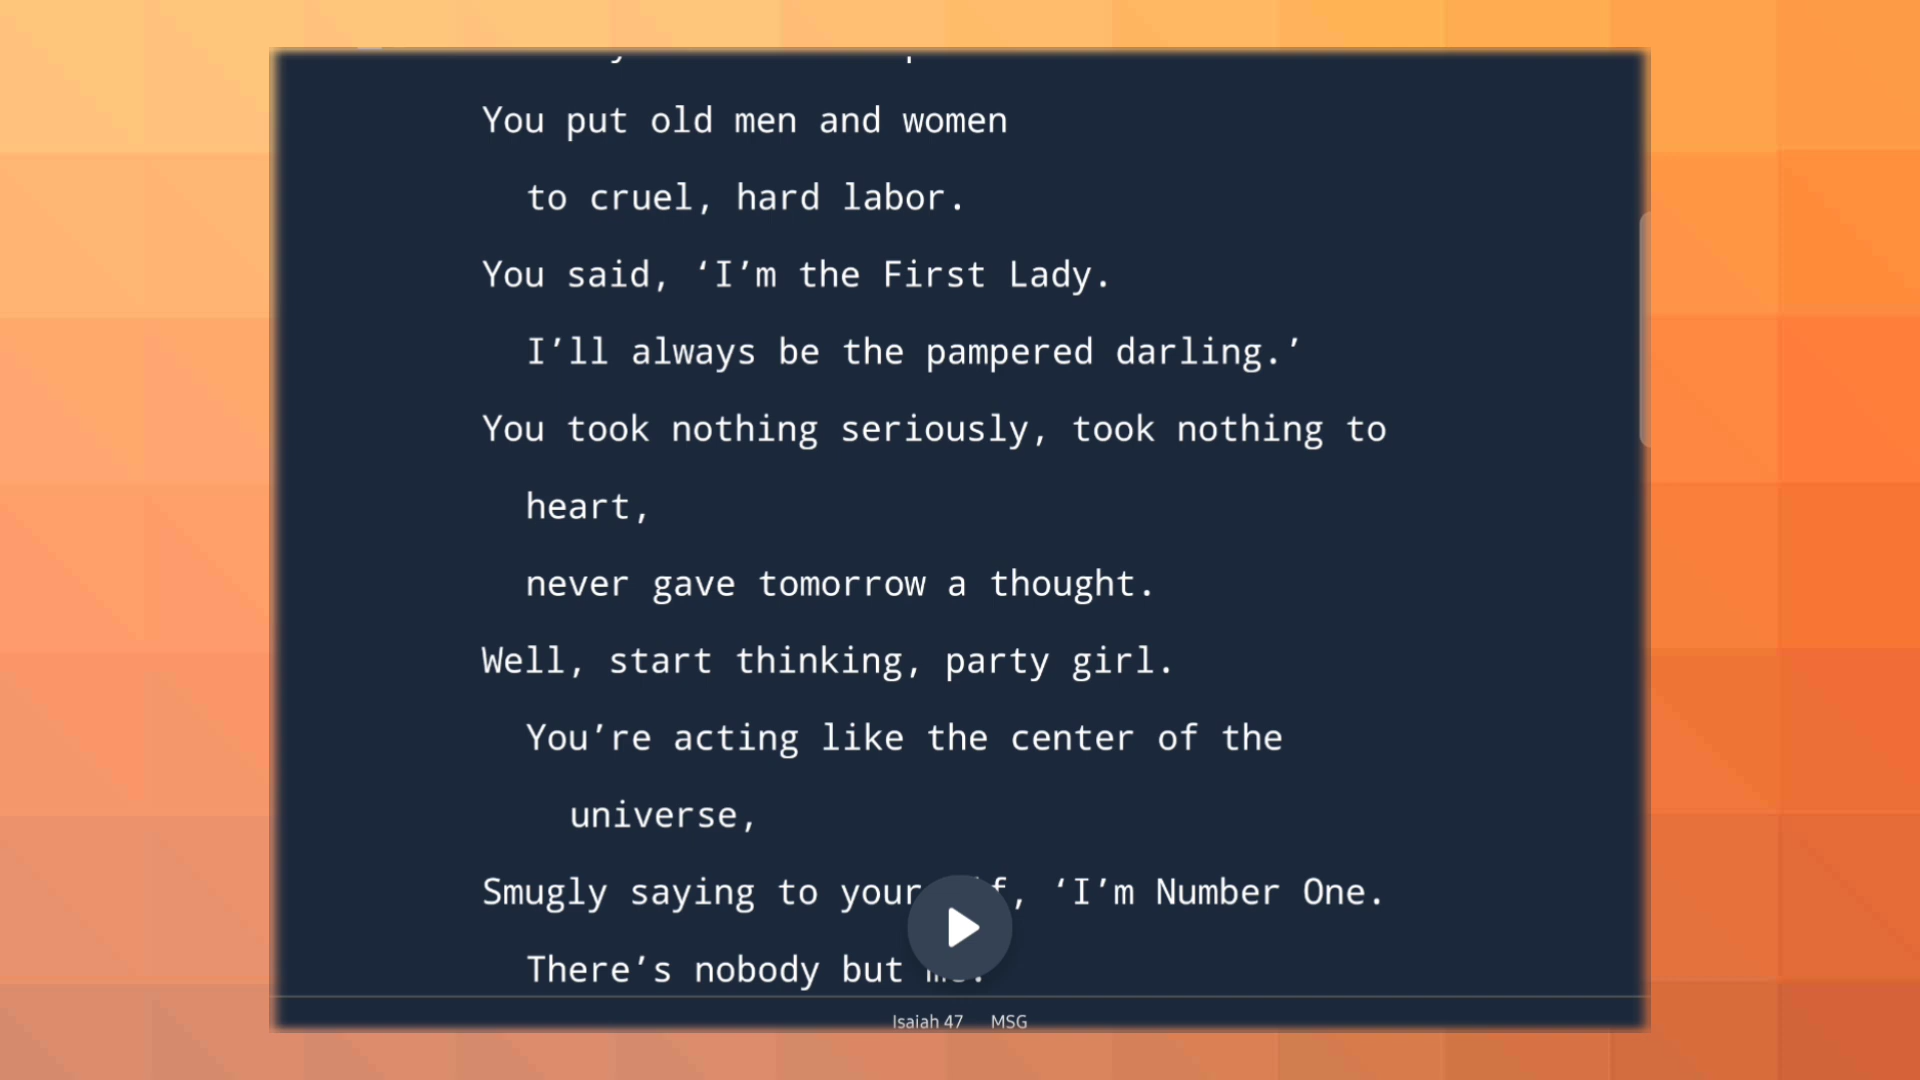 You put old men and women
to cruel, hard labor.
You said, ‘I’m the First Lady.
I’ll always be the pampered darling.’
You took nothing seriously, took nothing to
heart,
never gave tomorrow a thought.
Well, start thinking, party girl.
You’re acting like the center of the
universe,
Smugly saying to yourself, ‘I’m Number One.
There’s nobody but me.
Isaiah 47 MSG